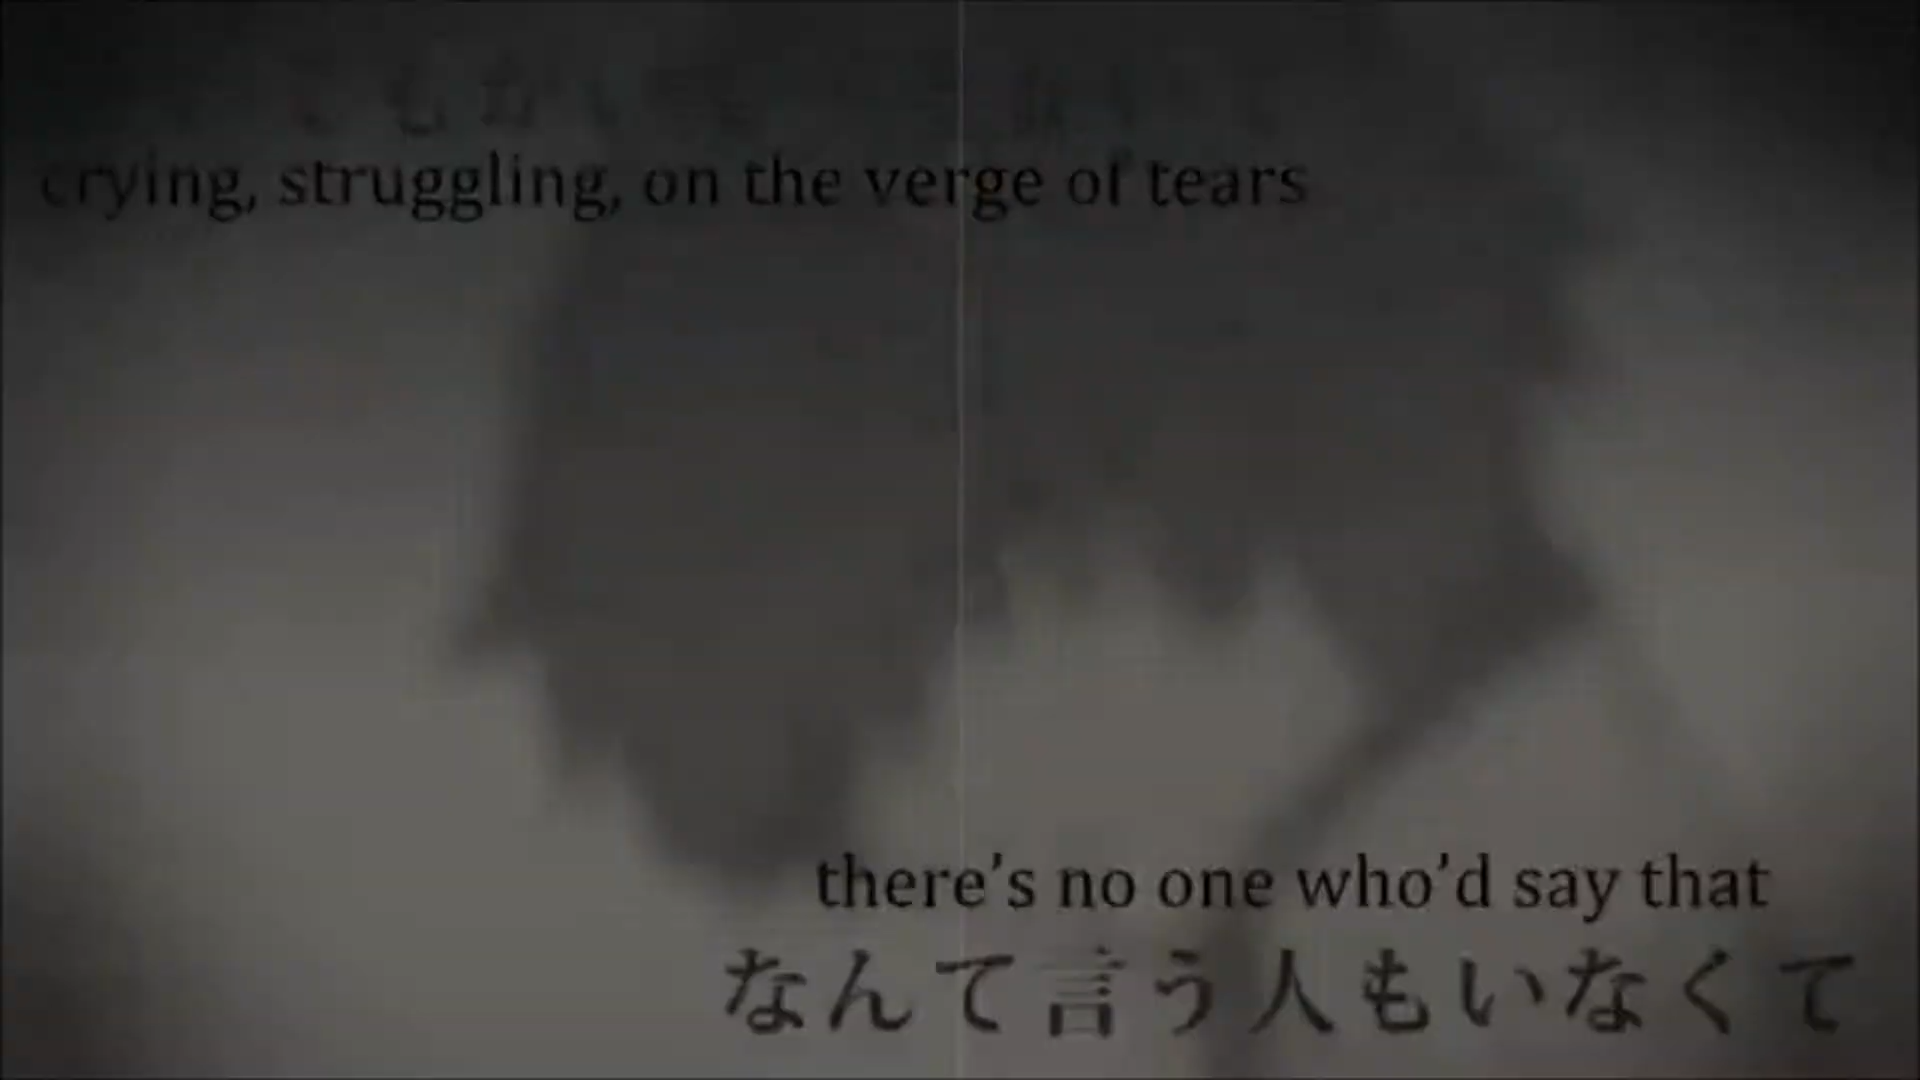 crying, struggling, on the verge of tears
there's no one who'd say that
なんて言う人もいなくて